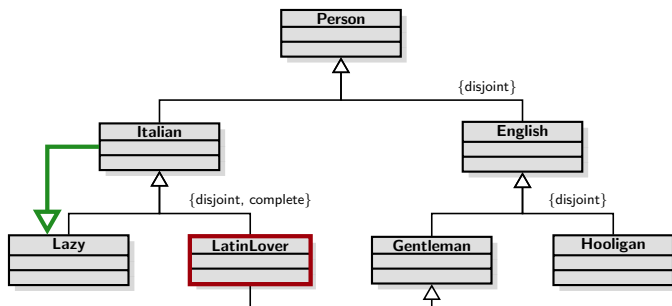 Person
{disjoint}
Italian
English
{disjoint, complete}
{disjoint}
Lazy
LatinLover
Gentleman
Hooligan